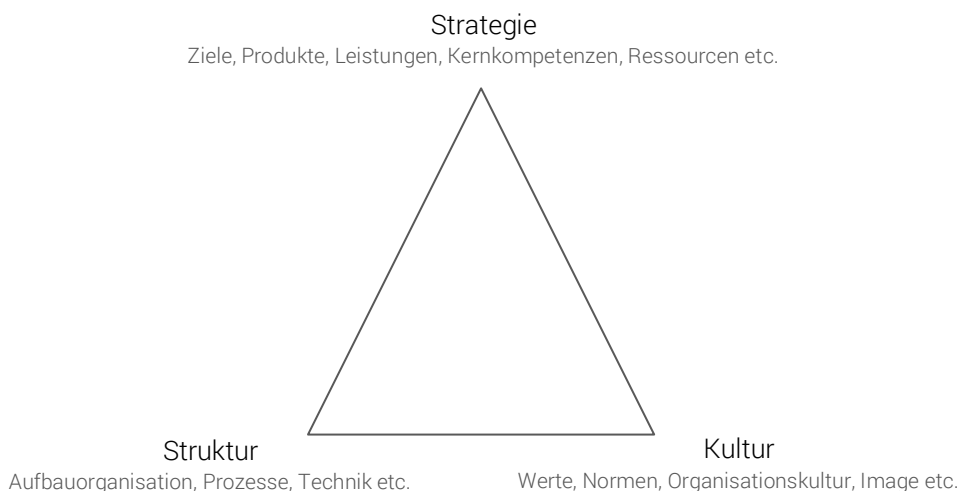 Strategie
Ziele, Produkte, Leistungen, Kernkompetenzen, Ressourcen etc.
Struktur
Aufbauorganisation, Prozesse, Technik etc.
Kultur
Werte, Normen, Organisationskultur, Image etc.